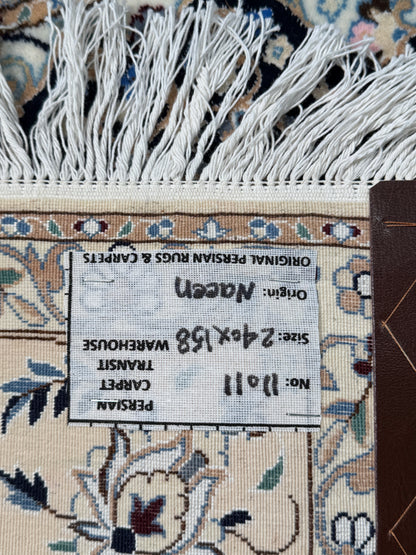 PERSIAN
CARPET
TRANSIT
WAREHOUSE
No: 11011
Size: 240x158
Origin: Naeen
ORIGINAL PERSIAN RUGS & CARPETS